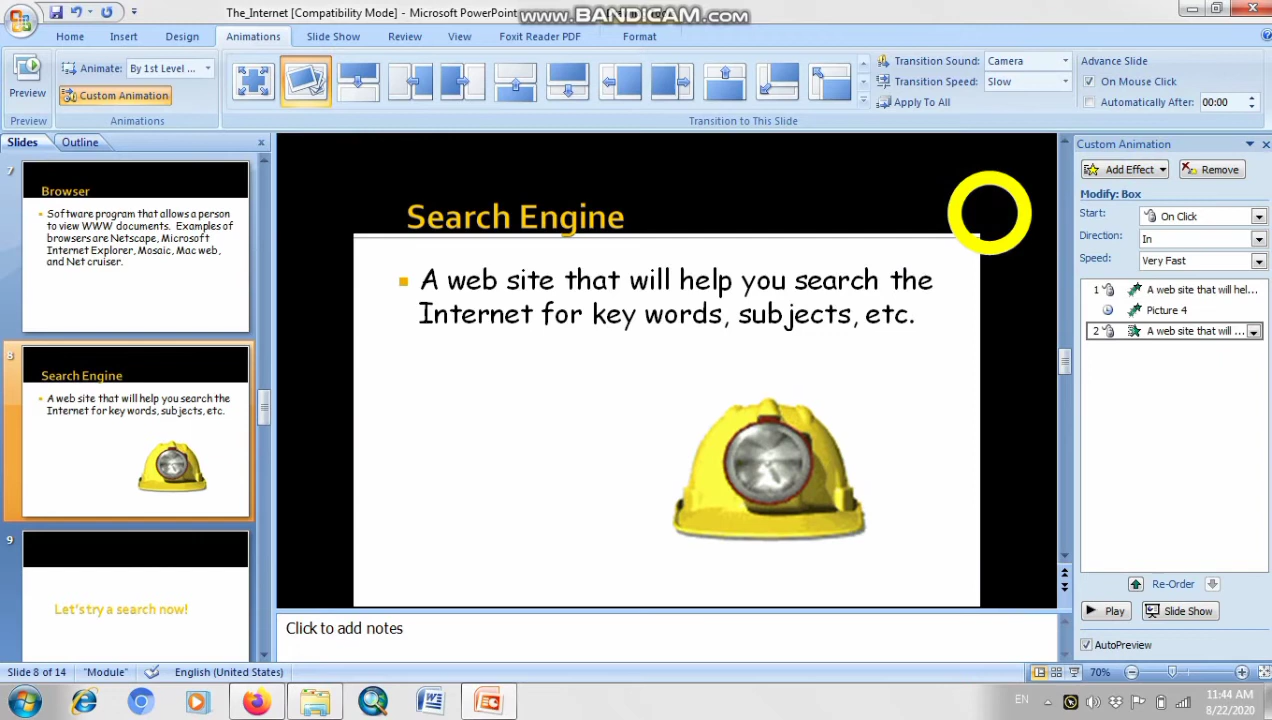 The_Internet [Compatibility Mode] - Microsoft PowerPoint
www.BANDICAM.com
Home Insert Design Animations Slide Show Review View Foxit Reader PDF Format
Preview
Animate: By 1st Level ...
Custom Animation
Preview
Animations
Transition Sound: Camera
Transition Speed: Slow
Apply To All
Transition to This Slide
Advance Slide
On Mouse Click
Automatically After: 00:00
Slides Outline
7
Browser
Software program that allows a person
to view WWW documents. Examples of
browsers are Netscape, Microsoft
Internet Explorer, Mosaic, Mac web,
and Net cruiser.
8
Search Engine
A web site that will help you search the
Internet for key words, subjects, etc.
9
Let's try a search now!
Search Engine
A web site that will help you search the
Internet for key words, subjects, etc.
Click to add notes
Custom Animation
Add Effect Remove
Modify: Box
Start: On Click
Direction: In
Speed: Very Fast
1 A web site that will hel...
Picture 4
2 A web site that will ...
Re-Order
Play Slide Show
AutoPreview
Slide 8 of 14 "Module" English (United States) 70%
EN
11:44 AM
8/22/2020